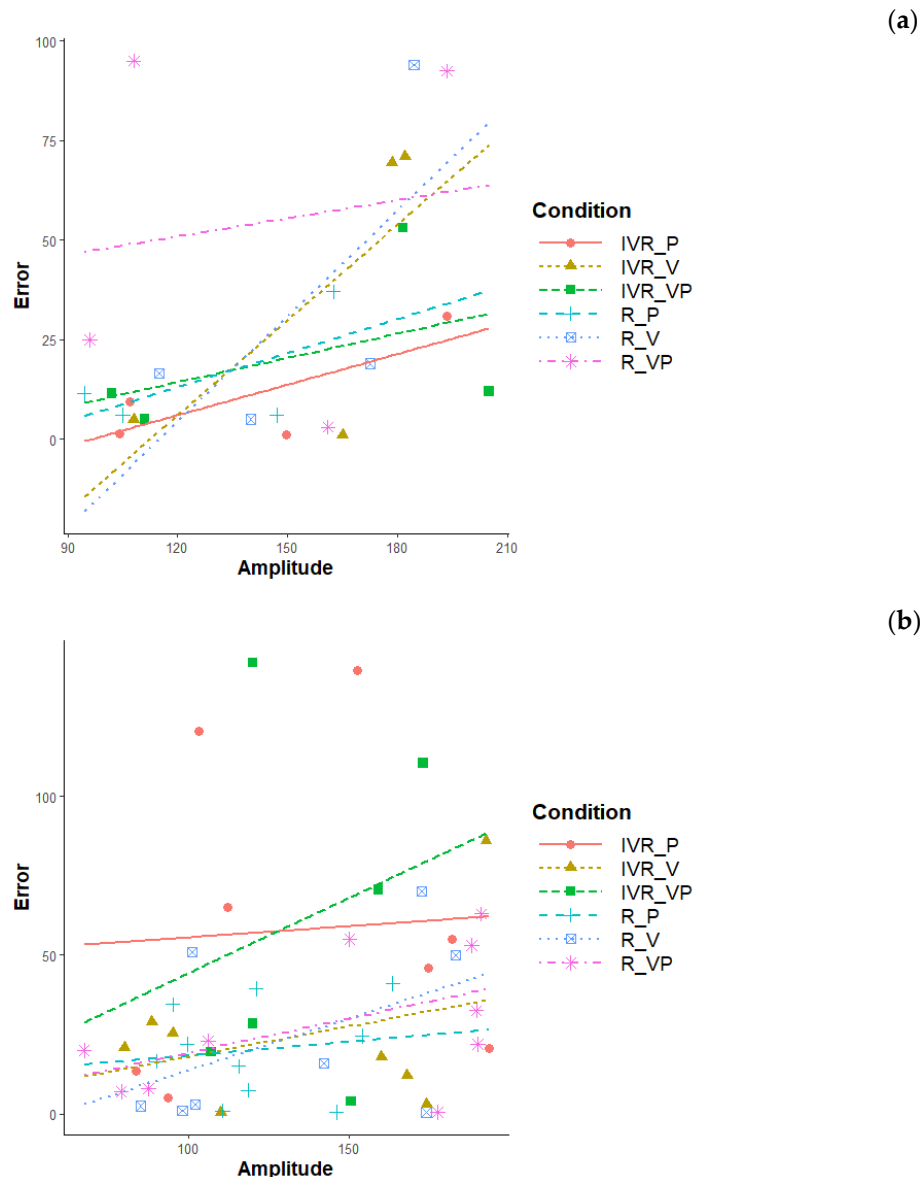 (a)
100
75
50
25
0
Error
90 120 150 180 210
Amplitude
Condition
IVR_P
IVR_V
IVR_VP
R_P
R_V
R_VP
(b)
100
50
0
Error
100 150
Amplitude
Condition
IVR_P
IVR_V
IVR_VP
R_P
R_V
R_VP